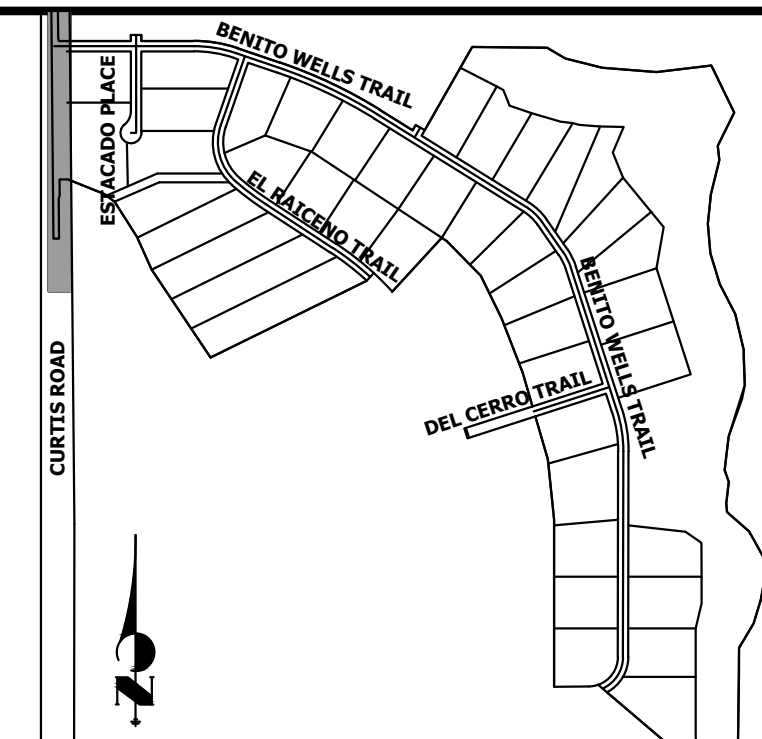 BENITO WELLS TRAIL
ESTACADO PLACE
EL RAICENO TRAIL
BENITO WELLS TRAIL
CURTIS ROAD
DEL CERRO TRAIL
N